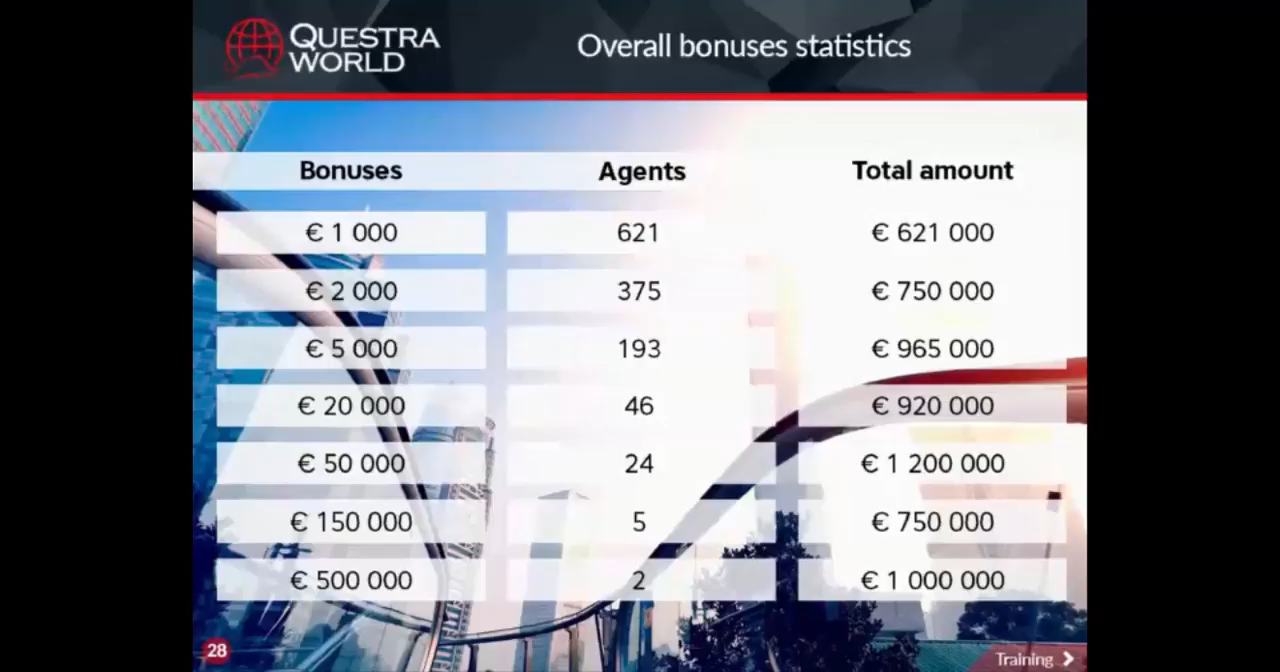 QUESTRA
WORLD
Overall bonuses statistics
Bonuses Agents Total amount
€ 1 000 621 € 621 000
€ 2 000 375 € 750 000
€ 5 000 193 € 965 000
€ 20 000 46 € 920 000
€ 50 000 24 € 1 200 000
€ 150 000 5 € 750 000
€ 500 000 2 € 1 000 000
28
Training